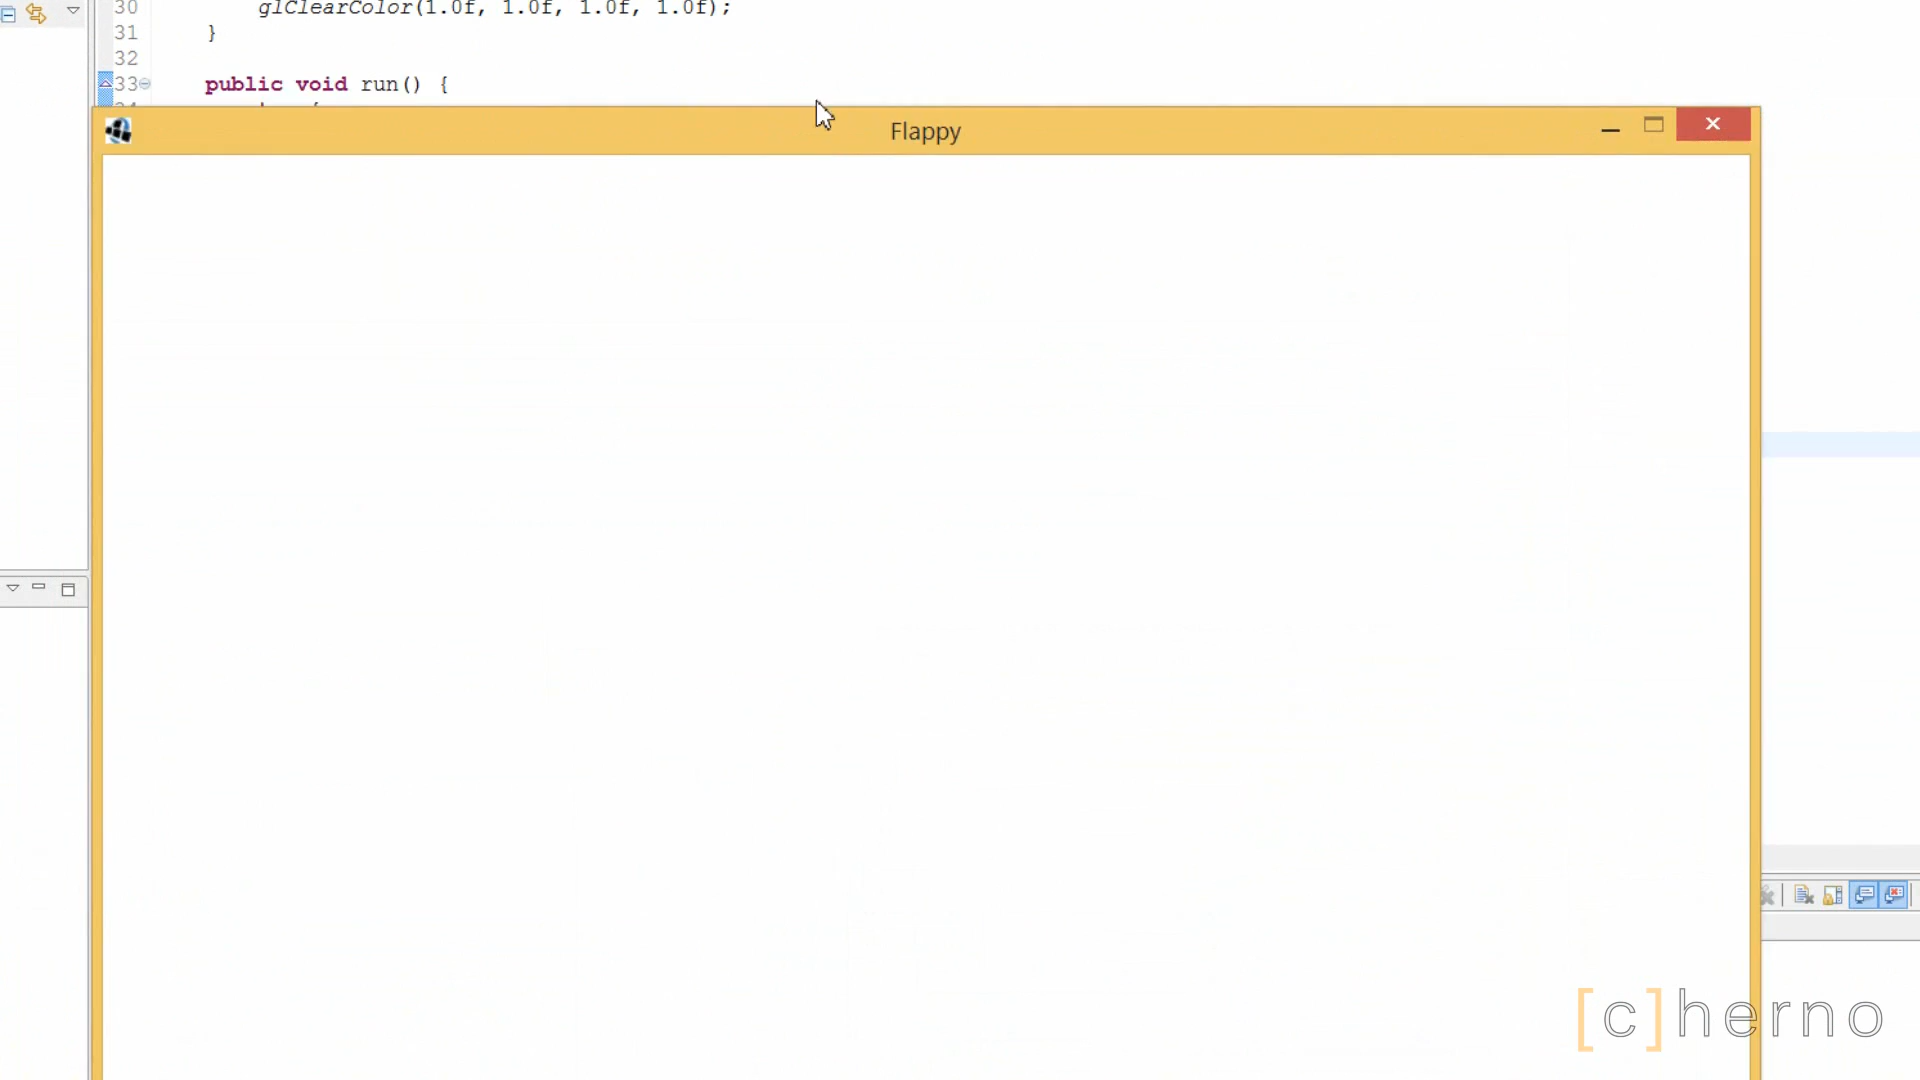 30 glClearColor(1.0f, 1.0f, 1.0f, 1.0f);
31 }
32
33 public void run() {
Flappy
[c]herno